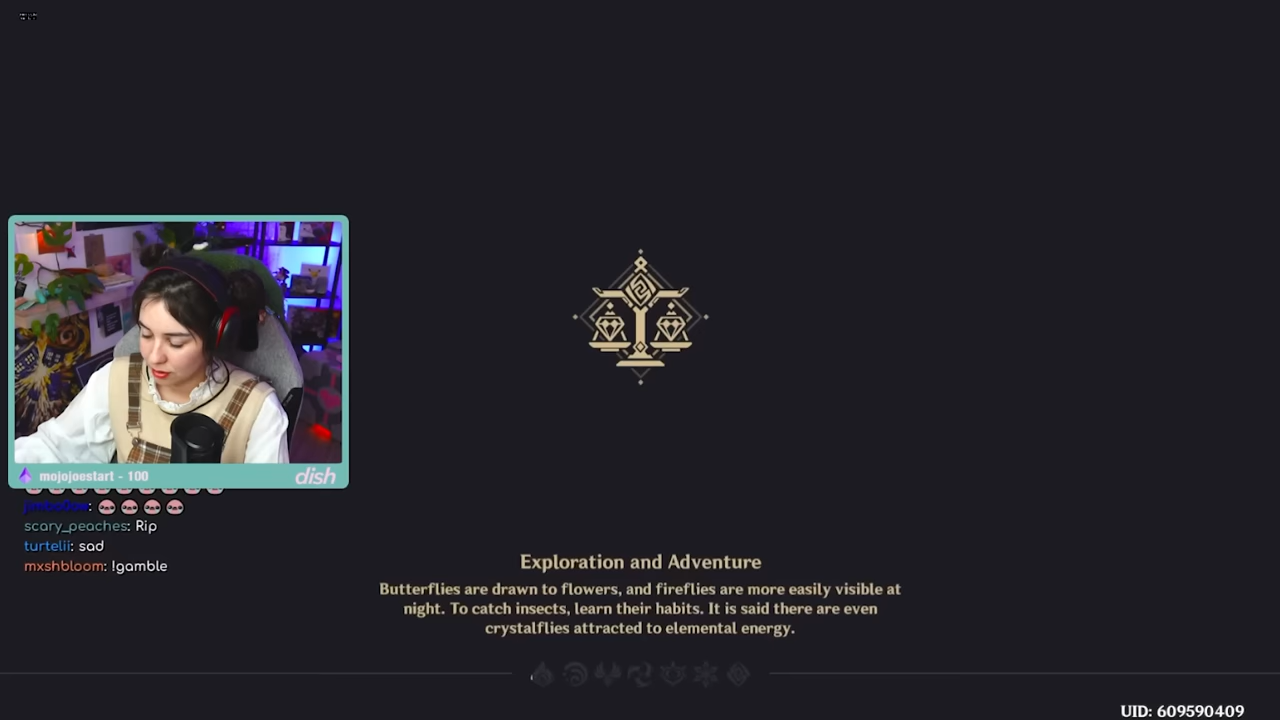 mojojoestart - 100
dish
scary_peaches: Rip
turtelii: sad
mxshbloom: !gamble
Exploration and Adventure
Butterflies are drawn to flowers, and fireflies are more easily visible at
night. To catch insects, learn their habits. It is said there are even
crystalflies attracted to elemental energy.
UID: 609590409